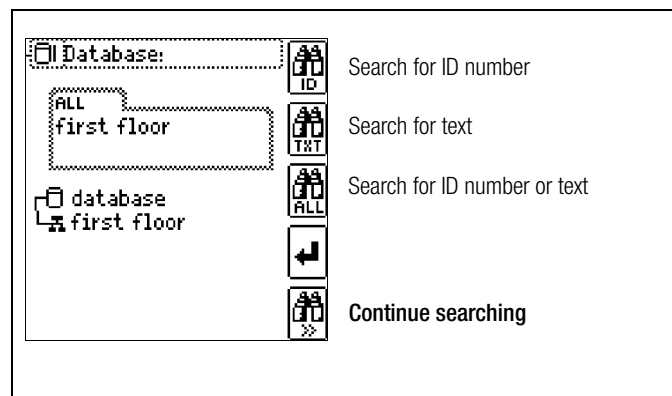 Database:
ID
Search for ID number
ALL
first floor
TXT
Search for text
ALL
Search for ID number or text
database
first floor
>>
Continue searching